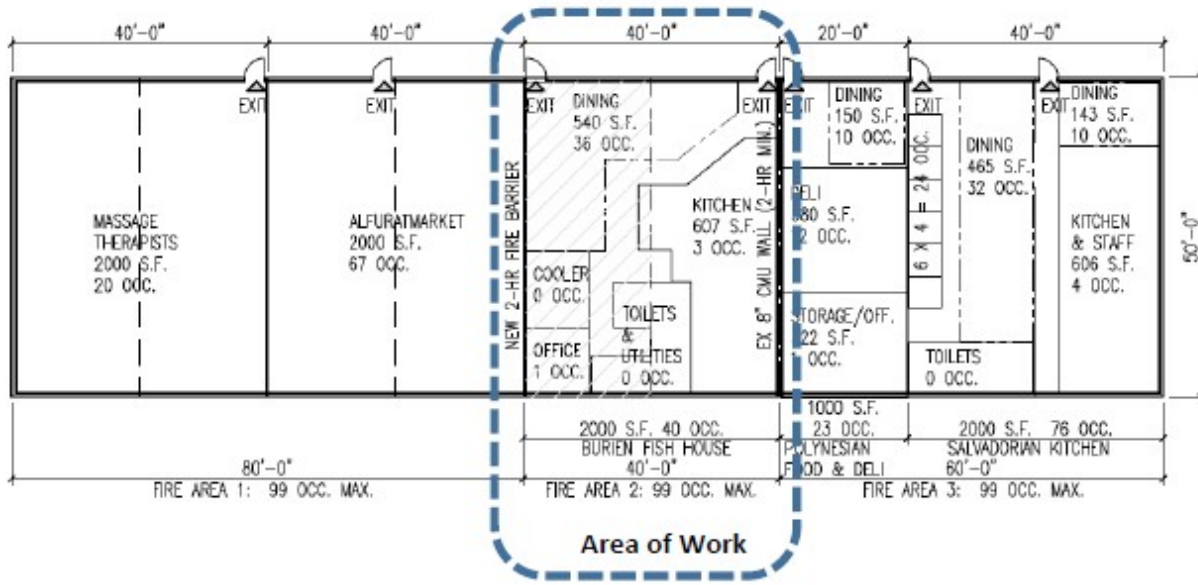 40'-0"
40'-0"
40'-0"
20'-0"
40'-0"
EXIT
EXIT
EXIT
EXIT
EXIT
EXIT
DINING
540 S.F.
36 OCC.
DINING
150 S.F.
10 OCC.
DINING
143 S.F.
10 OCC.
DINING
465 S.F.
32 OCC.
MASSAGE
THERAPISTS
2000 S.F.
20 OCC.
ALFURATMARKET
2000 S.F.
67 OCC.
NEW 2-HR FIRE BARRIER
KITCHEN
607 S.F.
3 OCC.
EX 8" CMU WALL (2-HR MIN.)
S.F.
OCC.
6 X 4 = 24 OCC.
KITCHEN
& STAFF
606 S.F.
4 OCC.
50'-0"
COOLER
0 OCC.
OFFICE
1 OCC.
TOILETS
&
UTILITIES
0 OCC.
STORAGE/OFF.
S.F.
OCC.
TOILETS
0 OCC.
2000 S.F. 40 OCC.
BURIEN FISH HOUSE
1000 S.F.
23 OCC.
POLYNESIAN
FOOD & DELI
2000 S.F. 76 OCC.
SALVADORIAN KITCHEN
80'-0"
40'-0"
60'-0"
FIRE AREA 1: 99 OCC. MAX.
FIRE AREA 2: 99 OCC. MAX.
FIRE AREA 3: 99 OCC. MAX.
Area of Work